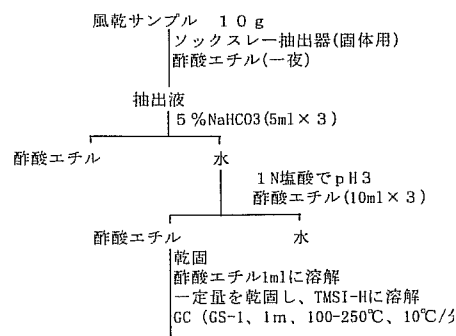 風乾サンプル 10g
ソックスレー抽出器(固体用)
酢酸エチル(一夜)
抽出液
5%NaHCO3(5ml×3)
酢酸エチル 水
1N塩酸でpH3
酢酸エチル(10ml×3)
酢酸エチル 水
乾固
酢酸エチル1mlに溶解
一定量を乾固し、TMSI-Hに溶解
GC (GS-1、1m、100-250℃、10℃/分